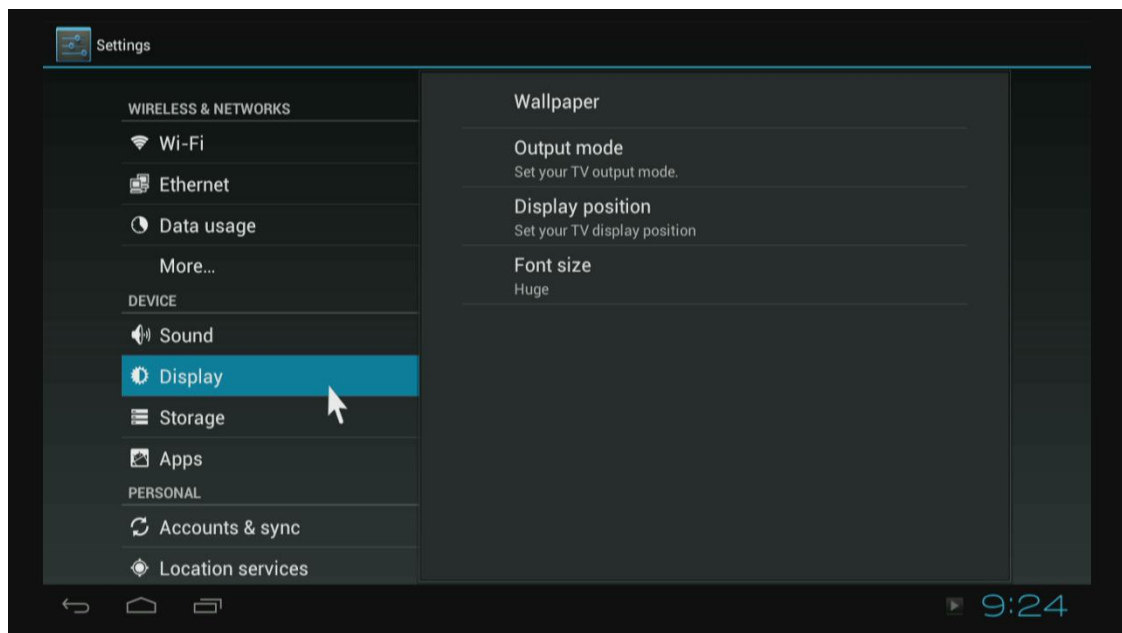 Settings
WIRELESS & NETWORKS
Wi-Fi
Ethernet
Data usage
More...
DEVICE
Sound
Display
Storage
Apps
PERSONAL
Accounts & sync
Location services
Wallpaper
Output mode
Set your TV output mode.
Display position
Set your TV display position
Font size
Huge
9:24